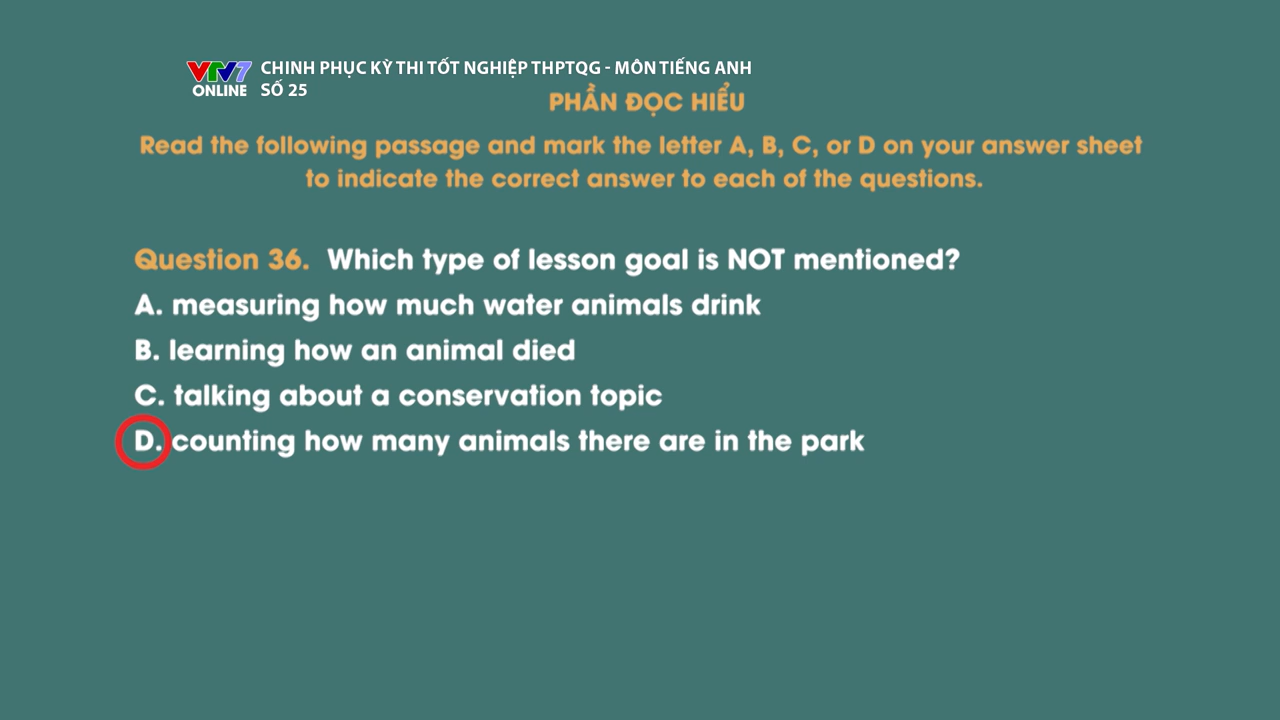 VTV7
ONLINE
CHINH PHỤC KỲ THI TỐT NGHIỆP THPTQG - MÔN TIẾNG ANH
SỐ 25
PHẦN ĐỌC HIỂU
Read the following passage and mark the letter A, B, C, or D on your answer sheet
to indicate the correct answer to each of the questions.
Question 36. Which type of lesson goal is NOT mentioned?
A. measuring how much water animals drink
B. learning how an animal died
C. talking about a conservation topic
D. counting how many animals there are in the park